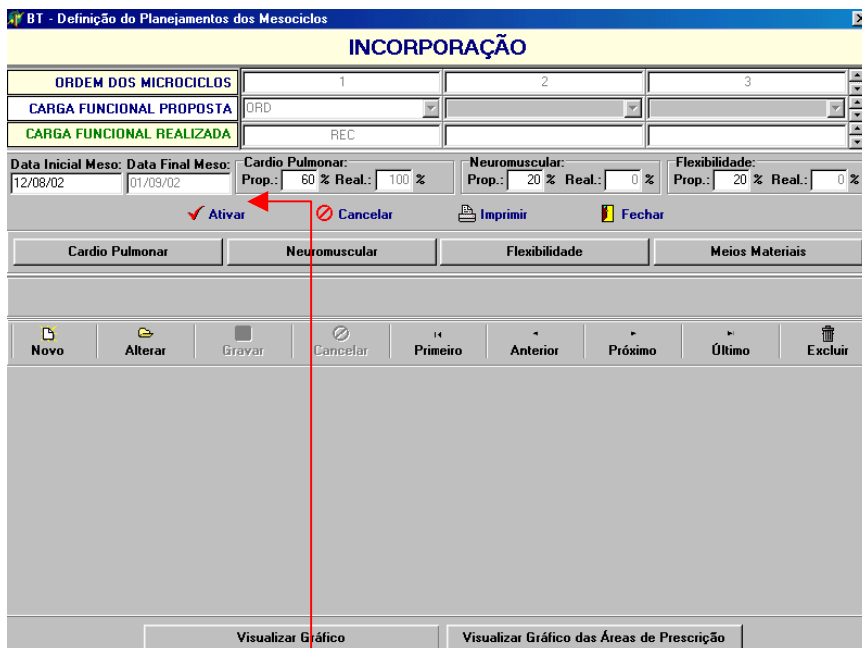 BT - Definição do Planejamentos dos Mesociclos
INCORPORAÇÃO
ORDEM DOS MICROCICLOS 1 2 3
CARGA FUNCIONAL PROPOSTA ORD
CARGA FUNCIONAL REALIZADA REC
Data Inicial Meso: Data Final Meso: Cardio Pulmonar: Neuromuscular: Flexibilidade:
12/08/02 01/09/02 Prop.: 60 % Real.: 100 % Prop.: 20 % Real.: 0 % Prop.: 20 % Real.: 0 %
Ativar Cancelar Imprimir Fechar
Cardio Pulmonar Neuromuscular Flexibilidade Meios Materiais
Novo Alterar Gravar Cancelar Primeiro Anterior Próximo Último Excluir
Visualizar Gráfico Visualizar Gráfico das Áreas de Prescrição